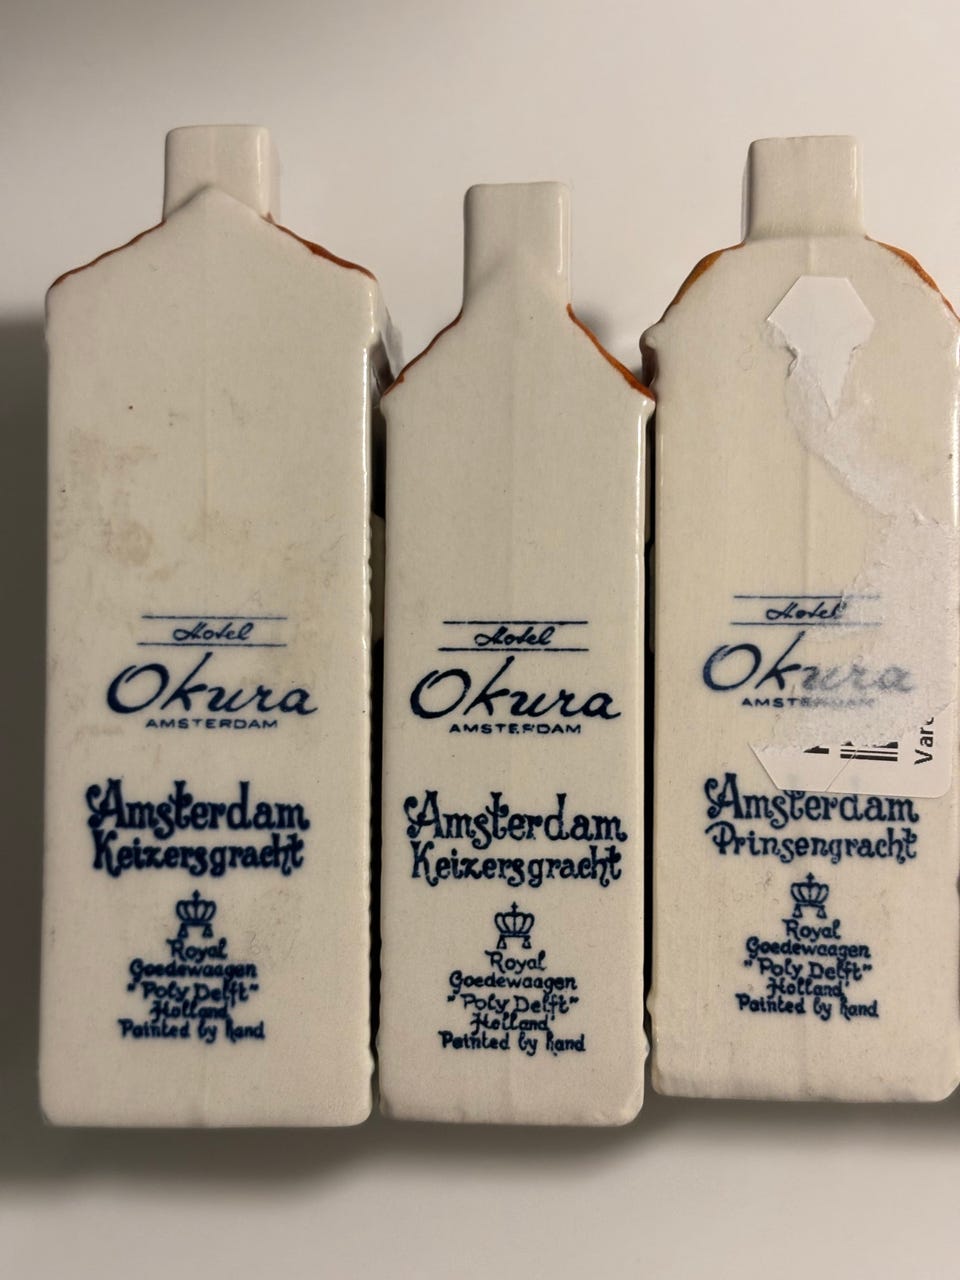 Hotel
Okura
AMSTERDAM
Amsterdam
Keizersgracht
Royal
Goedewaagen
"Poly Delft"
Holland
Painted by hand
Hotel
Okura
AMSTERDAM
Amsterdam
Keizersgracht
Royal
Goedewaagen
"Poly Delft"
Holland
Painted by hand
Hotel
Okura
AMSTERDAM
Amsterdam
Prinsengracht
Royal
Goedewaagen
"Poly Delft"
Holland
Painted by hand